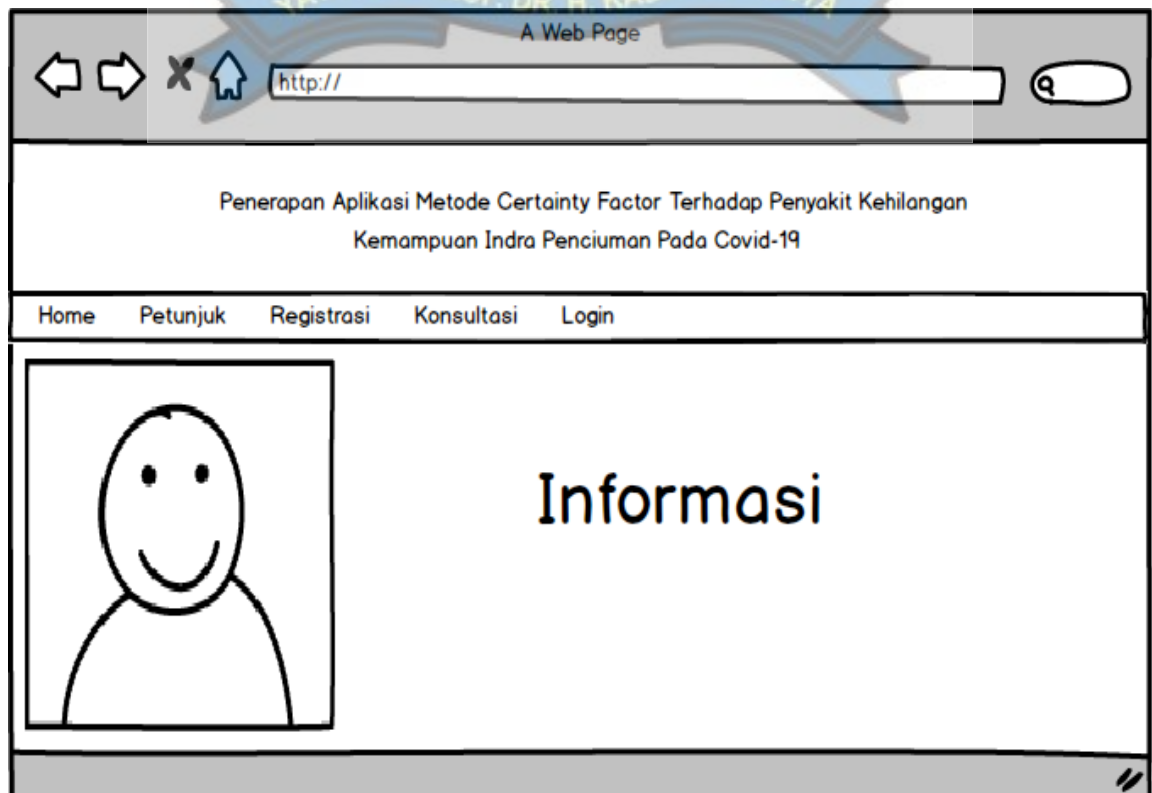 A Web Page
http://
Penerapan Aplikasi Metode Certainty Factor Terhadap Penyakit Kehilangan
Kemampuan Indra Penciuman Pada Covid-19
Home Petunjuk Registrasi Konsultasi Login
Informasi